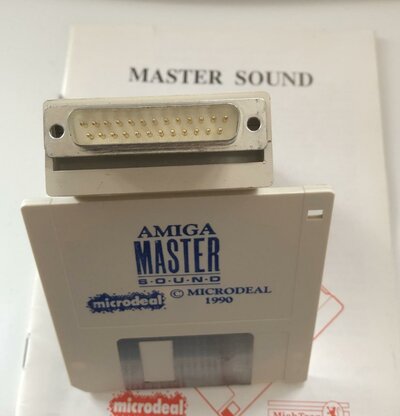 MASTER SOUND
AMIGA
MASTER
SOUND
microdeal
© MICRODEAL
1990
microdeal